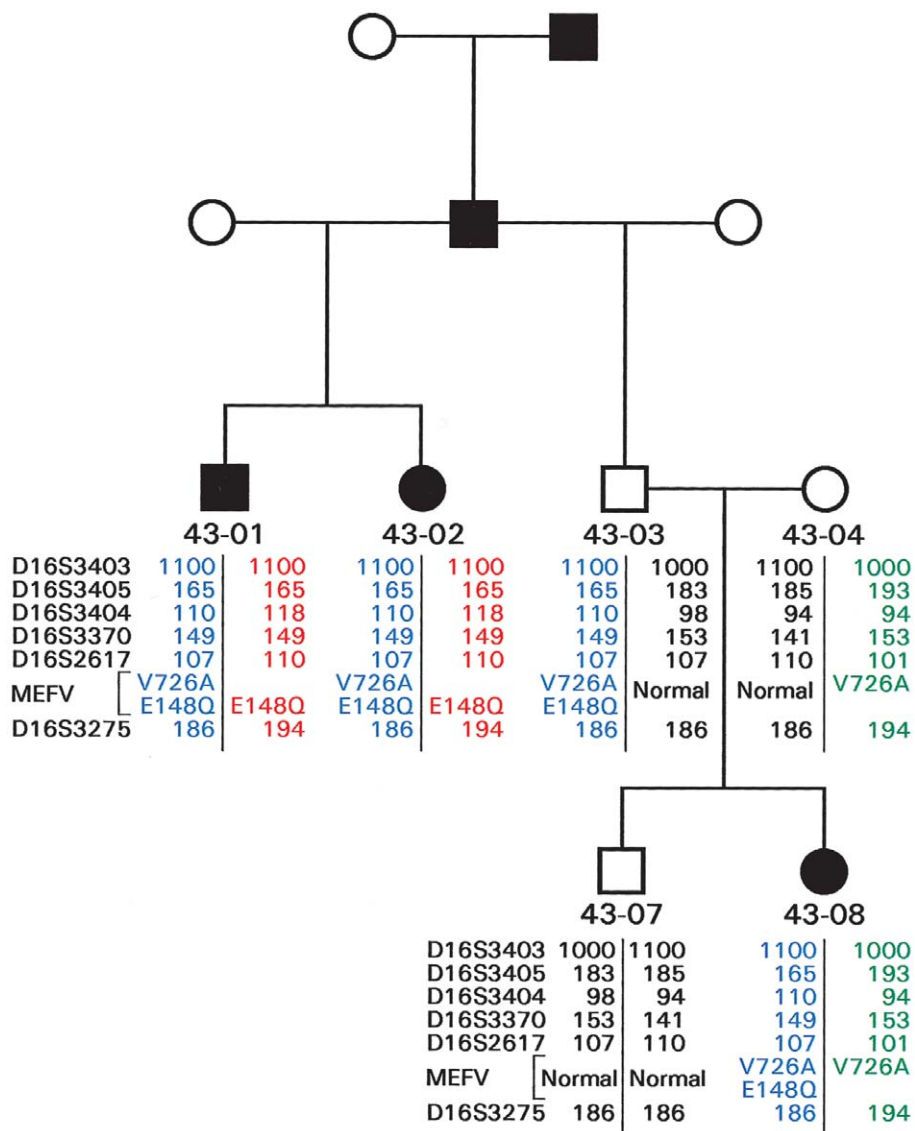 43-01 43-02 43-03 43-04
D16S3403 1100 1100 1100 1100 1100 1000 1100 1000
D16S3405 165 165 165 165 165 183 185 193
D16S3404 110 118 110 118 110 98 94 94
D16S3370 149 149 149 149 149 153 141 153
D16S2617 107 110 107 110 107 107 110 101
V726A V726A V726A V726A
MEFV Normal Normal
E148Q E148Q E148Q E148Q E148Q
D16S3275 186 194 186 194 186 186 186 194
43-07 43-08
D16S3403 1000 1100 1100 1000
D16S3405 183 185 165 193
D16S3404 98 94 110 94
D16S3370 153 141 149 153
D16S2617 107 110 107 101
V726A V726A
MEFV Normal Normal
E148Q
D16S3275 186 186 186 194